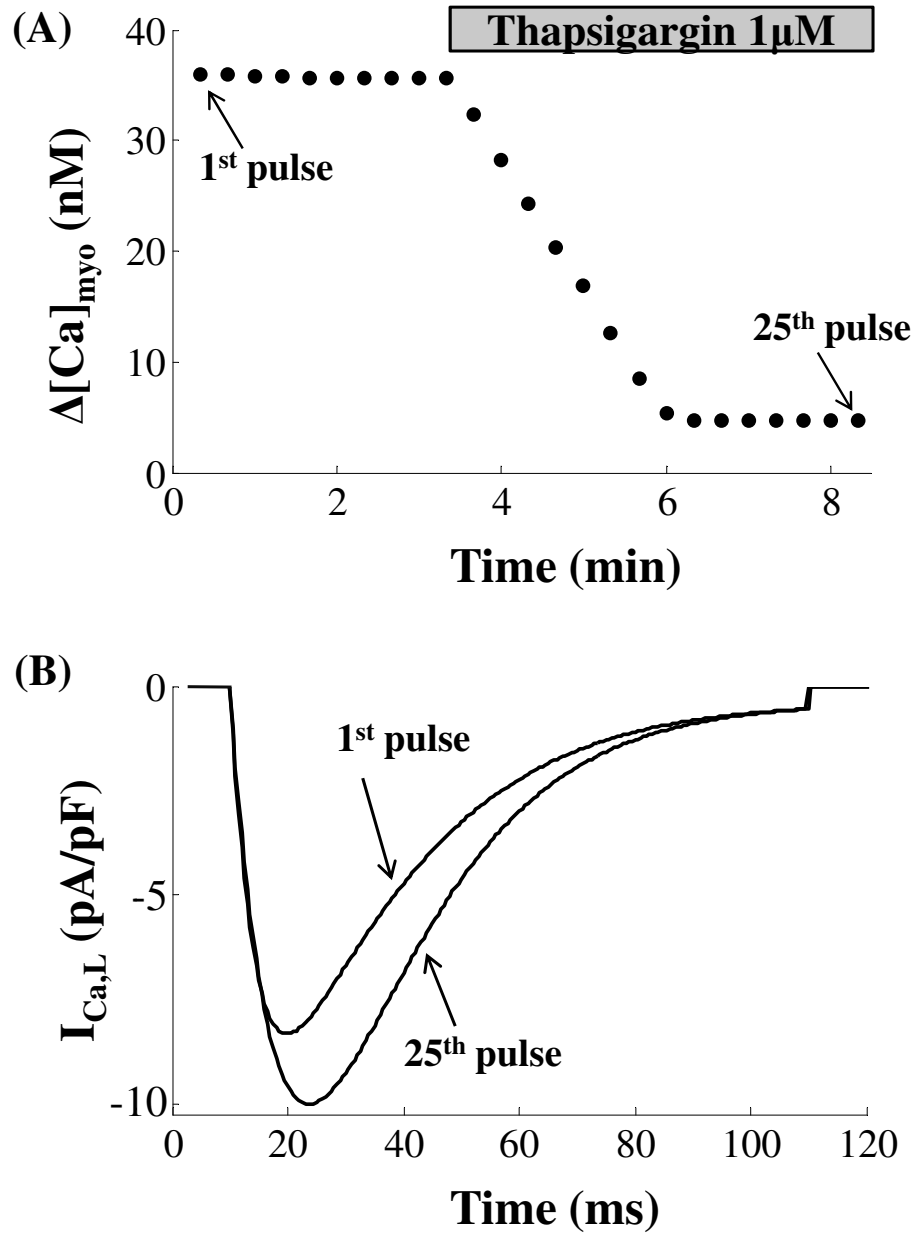 (A)
Thapsigargin 1μM
40
30
20
10
0
Δ[Ca]myo (nM)
1st pulse
25th pulse
0 2 4 6 8
Time (min)
(B)
0
-5
-10
I Ca,L (pA/pF)
1st pulse
25th pulse
0 20 40 60 80 100 120
Time (ms)